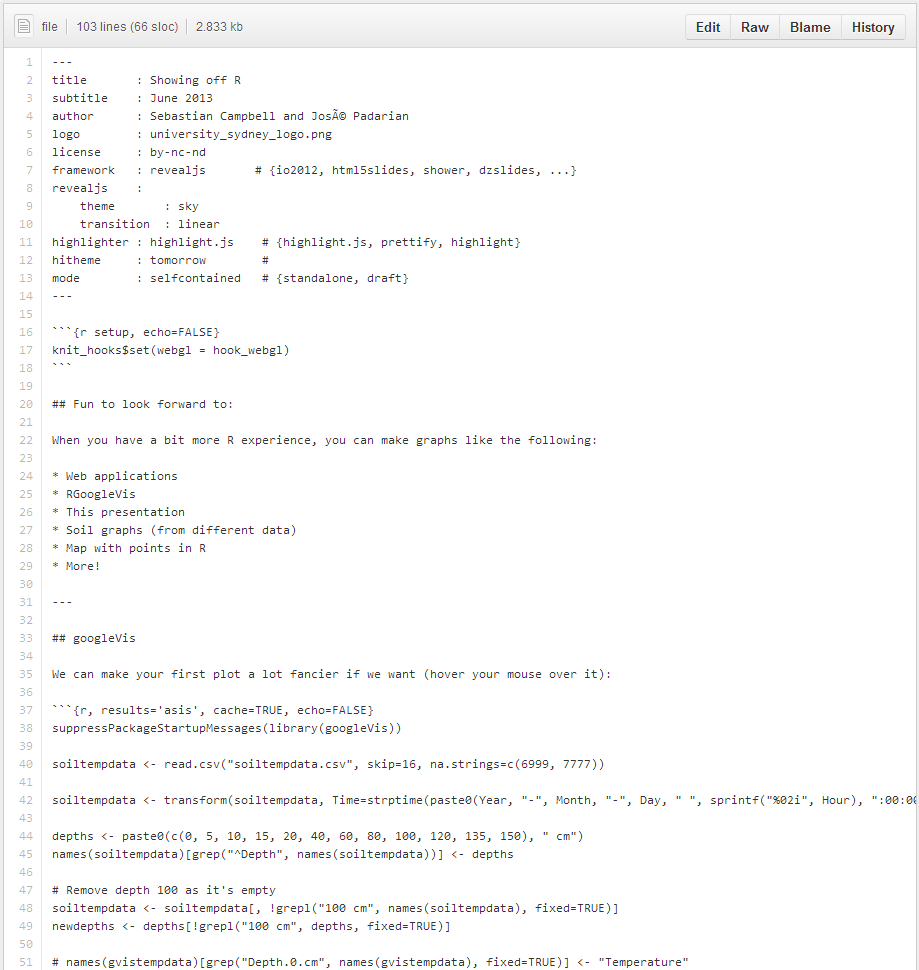 file 103 lines (66 sloc) 2.833 kb Edit Raw Blame History
1 ---
2 title       : Showing off R
3 subtitle    : June 2013
4 author      : Sebastian Campbell and José Padarian
5 logo        : university_sydney_logo.png
6 license     : by-nc-nd
7 framework   : revealjs       # {io2012, html5slides, shower, dzslides, ...}
8 revealjs    :
9     theme       : sky
10     transition  : linear
11 highlighter : highlight.js    # {highlight.js, prettify, highlight}
12 hitheme     : tomorrow        #
13 mode        : selfcontained   # {standalone, draft}
14 ---
15
16 ```{r setup, echo=FALSE}
17 knit_hooks$set(webgl = hook_webgl)
18 ```
19
20 ## Fun to look forward to:
21
22 When you have a bit more R experience, you can make graphs like the following:
23
24 * Web applications
25 * RGoogleVis
26 * This presentation
27 * Soil graphs (from different data)
28 * Map with points in R
29 * More!
30
31 ---
32
33 ## googleVis
34
35 We can make your first plot a lot fancier if we want (hover your mouse over it):
36
37 ```{r, results='asis', cache=TRUE, echo=FALSE}
38 suppressPackageStartupMessages(library(googleVis))
39
40 soiltempdata <- read.csv("soiltempdata.csv", skip=16, na.strings=c(6999, 7777))
41
42 soiltempdata <- transform(soiltempdata, Time=strptime(paste0(Year, "-", Month, "-", Day, " ", sprintf("%02i", Hour), ":00:00
43
44 depths <- paste0(c(0, 5, 10, 15, 20, 40, 60, 80, 100, 120, 135, 150), " cm")
45 names(soiltempdata)[grep("^Depth", names(soiltempdata))] <- depths
46
47 # Remove depth 100 as it's empty
48 soiltempdata <- soiltempdata[, !grepl("100 cm", names(soiltempdata), fixed=TRUE)]
49 newdepths <- depths[!grepl("100 cm", depths, fixed=TRUE)]
50
51 # names(gvistempdata)[grep("Depth.0.cm", names(gvistempdata), fixed=TRUE)] <- "Temperature"